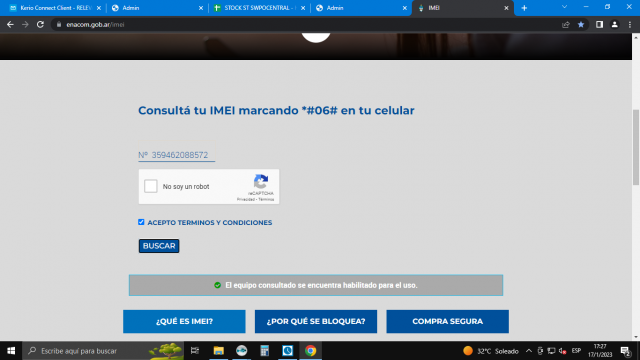 Kerio Connect Client - RELEV
Admin
STOCK ST SWPOCENTRAL -
Admin
IMEI
enacom.gob.ar/imei
Consultá tu IMEI marcando *#06# en tu celular
Nº 359462088572
No soy un robot
reCAPTCHA
Privacidad - Términos
ACEPTO TERMINOS Y CONDICIONES
BUSCAR
El equipo consultado se encuentra habilitado para el uso.
¿QUÉ ES IMEI?
¿POR QUÉ SE BLOQUEA?
COMPRA SEGURA
Escribe aquí para buscar
32°C Soleado
ESP
17:27
17/1/2023